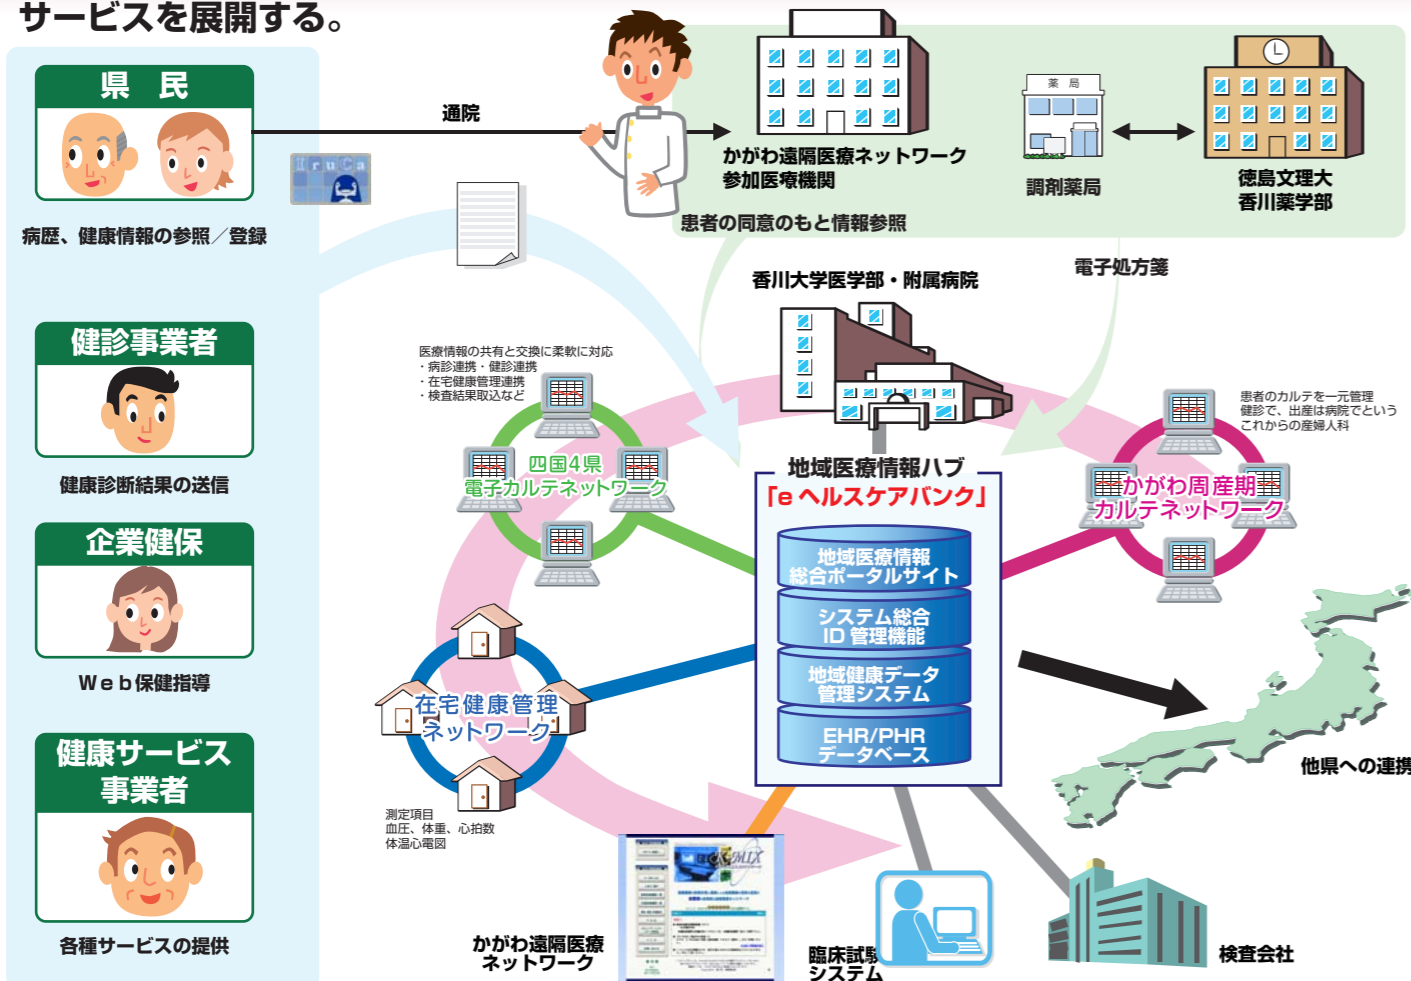 サービスを展開する。
県 民
病歴、健康情報の参照／登録
健診事業者
健康診断結果の送信
企業健保
Ｗｅｂ保健指導
健康サービス
事業者
各種サービスの提供
通院
IruCa
かがわ遠隔医療ネットワーク
参加医療機関
患者の同意のもと情報参照
薬 局
調剤薬局
徳島文理大
香川薬学部
電子処方箋
香川大学医学部・附属病院
医療情報の共有と交換に柔軟に対応
・病診連携・健診連携
・在宅健康管理連携
・検査結果取込など
四国4県
電子カルテネットワーク
患者のカルテを一元管理
健診で、出産は病院でという
これからの産婦人科
かがわ周産期
カルテネットワーク
地域医療情報ハブ
「e ヘルスケアバンク」
地域医療情報
総合ポータルサイト
システム総合
ID 管理機能
地域健康データ
管理システム
EHR/PHR
データベース
在宅健康管理
ネットワーク
測定項目
血圧、体重、心拍数
体温心電図
他県への連携
かがわ遠隔医療
ネットワーク
K-MIX
臨床試験
システム
検査会社